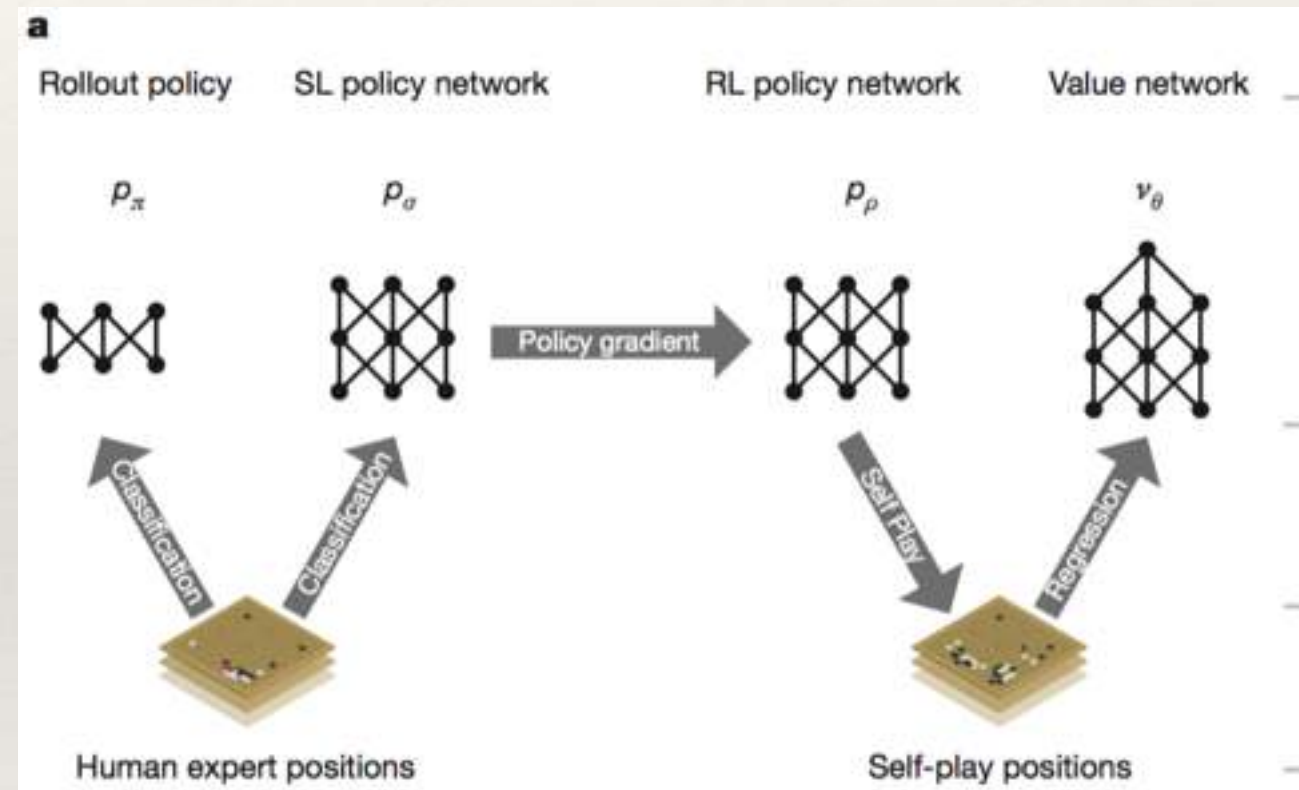 a
Rollout policy SL policy network RL policy network Value network
pπ pσ pρ νθ
Policy gradient
Classification Classification Self Play Regression
Human expert positions Self-play positions